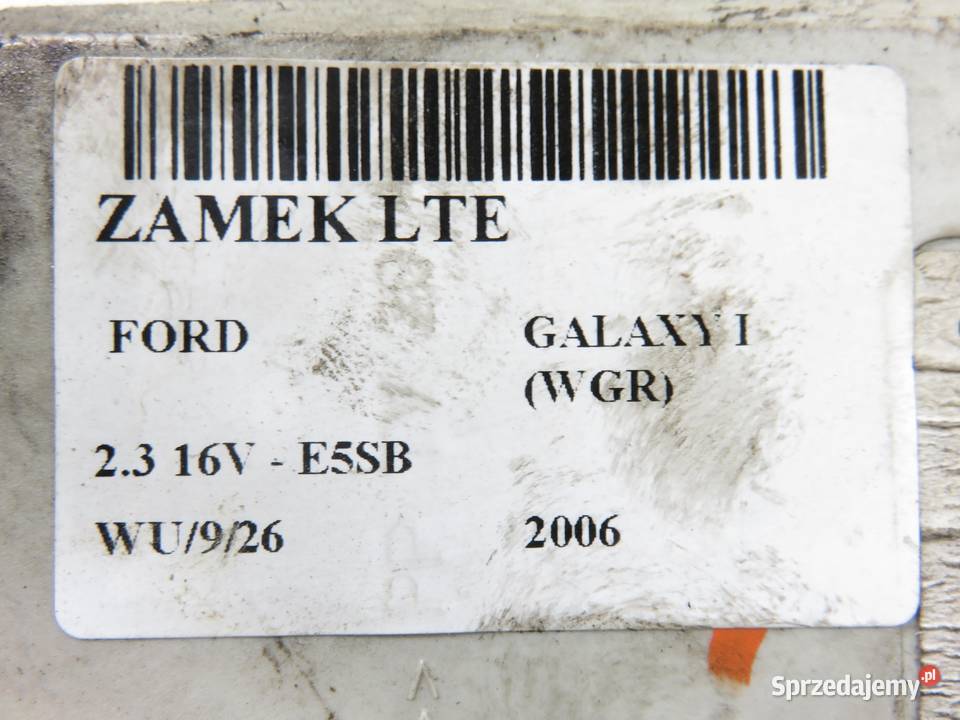 ZAMEK LTE
FORD
GALAXY I
(WGR)
2.3 16V - E5SB
WU/9/26
2006
Sprzedajemy.pl